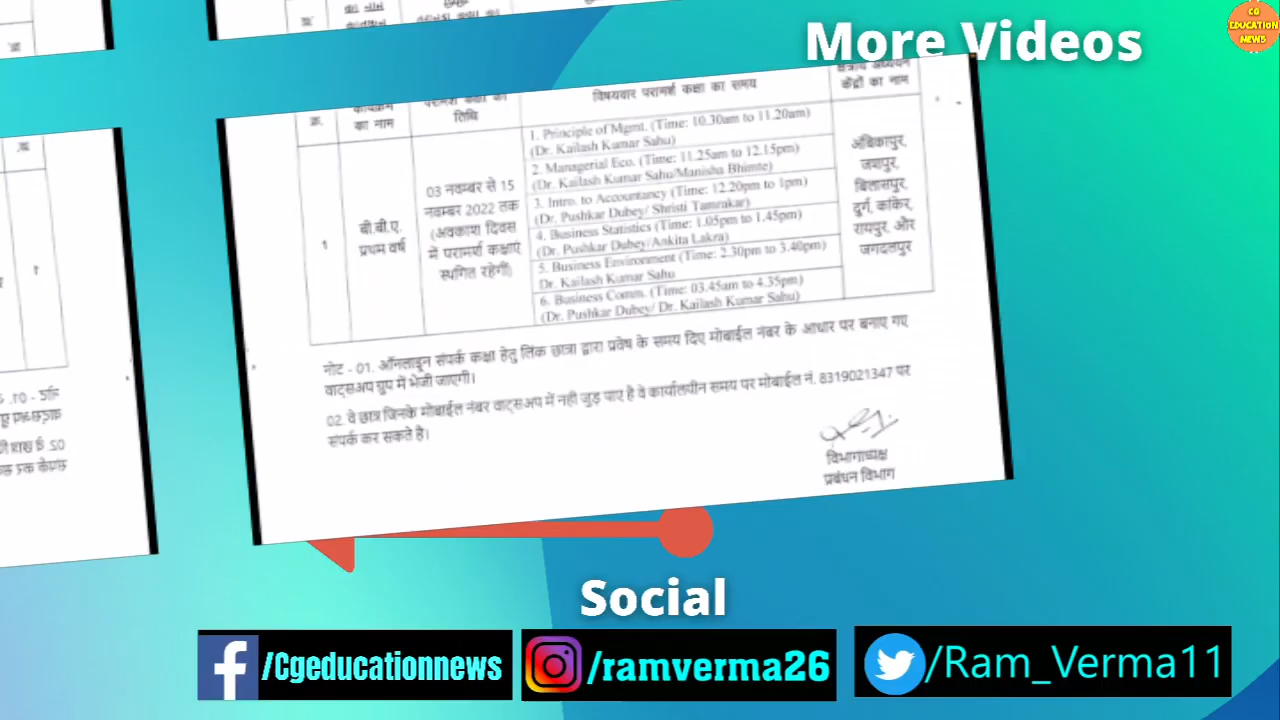 CG
EDUCATION
NEWS
More Videos
क्र.
कार्यक्रम
का नाम
परामर्श कक्षा की
तिथि
विषयवार परामर्श कक्षा का समय
क्षेत्रीय अध्ययन
केंद्रों का नाम
१
बी.बी.ए.
प्रथम वर्ष
03 नवम्बर से 15
नवम्बर 2022 तक
(अवकाश दिवस
में परामर्श कक्षाएं
स्थगित रहेगी)
1. Principle of Mgmt. (Time: 10.30am to 11.20am)
(Dr. Kailash Kumar Sahu)
2. Managerial Eco. (Time: 11.25am to 12.15pm)
(Dr. Kailash Kumar Sahu/Manisha Bhimte)
3. Intro. to Accountancy (Time: 12.20pm to 1pm)
(Dr. Pushkar Dubey/ Shristi Tamrakar)
4. Business Statistics (Time: 1.05pm to 1.45pm)
(Dr. Pushkar Dubey/Ankita Lakra)
5. Business Environment (Time: 2.30pm to 3.40pm)
Dr. Kailash Kumar Sahu
6. Business Comm. (Time: 03.45am to 4.35pm)
(Dr. Pushkar Dubey/ Dr. Kailash Kumar Sahu)
अंबिकापुर,
जशपुर,
बिलासपुर,
दुर्ग, कांकेर,
रायपुर, और
जगदलपुर
नोट - 01. ऑनलाइन संपर्क कक्षा हेतु लिंक छात्रा द्वारा प्रवेष के समय दिए मोबाईल नंबर के आधार पर बनाए गए
वाट्सअप ग्रुप में भेजी जाएगी।
02. वे छात्र जिनके मोबाईल नंबर वाट्सअप में नही जुड़ पाए है वे कार्यालयीन समय पर मोबाईल नं. 8319021347 पर
संपर्क कर सकते है।
विभागाध्यक्ष
प्रबंधन विभाग
Social
/Cgeducationnews
/ramverma26
/Ram_Verma11